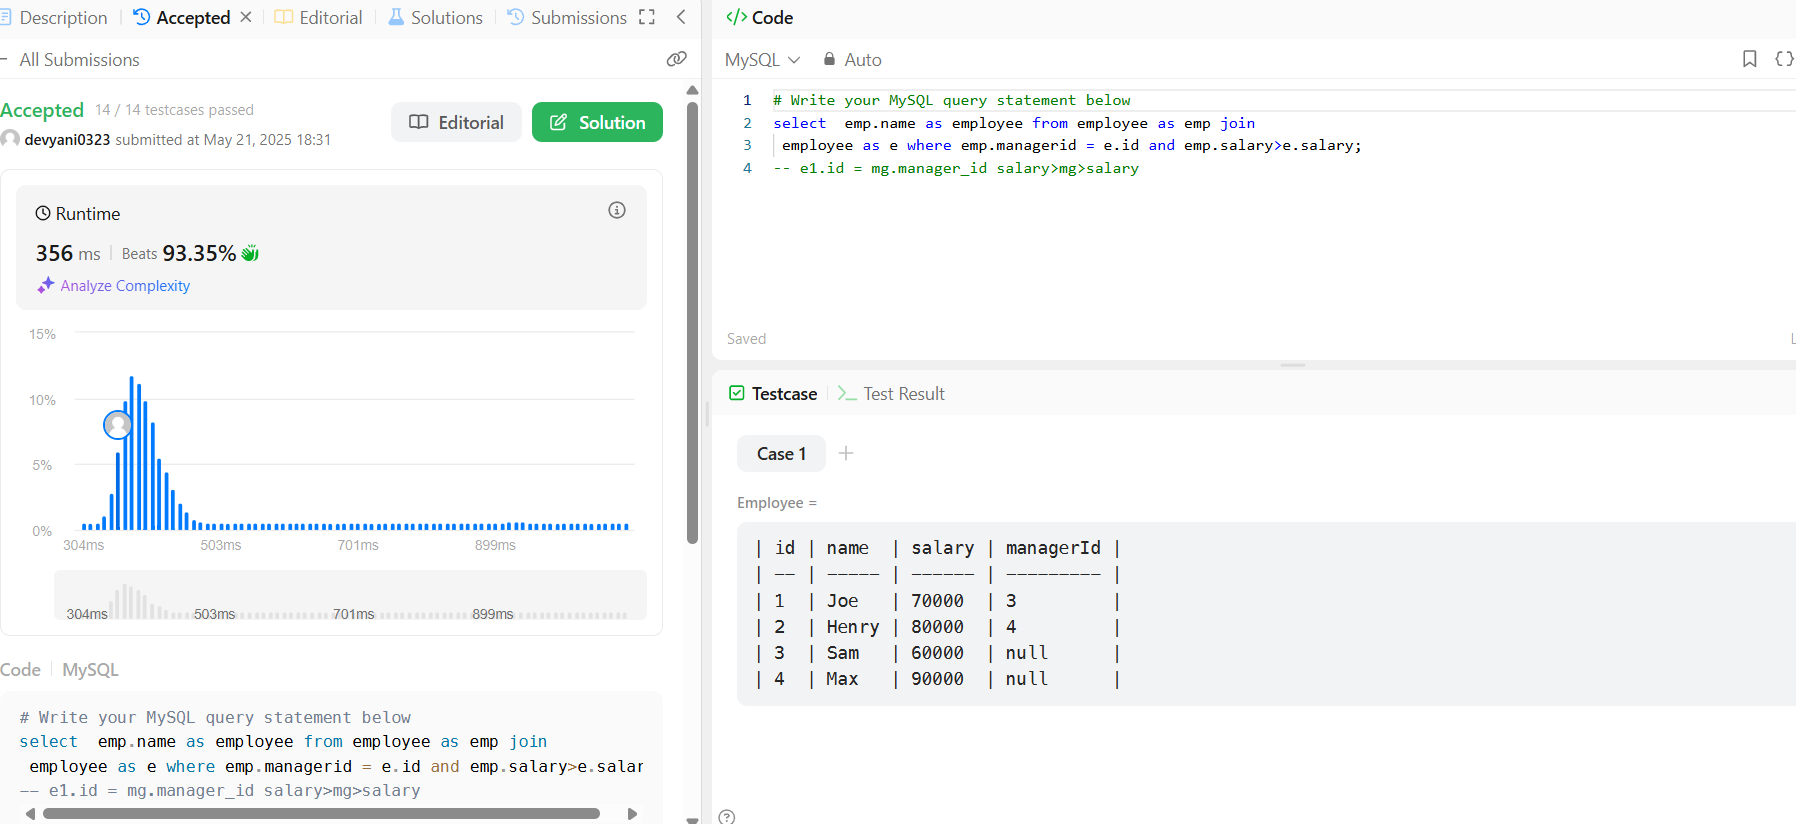 Description
Accepted
Editorial
Solutions
Submissions
All Submissions
Accepted 14 / 14 testcases passed
devyani0323 submitted at May 21, 2025 18:31
Editorial
Solution
Runtime
356 ms | Beats 93.35%
Analyze Complexity
15%
10%
5%
0%
304ms 503ms 701ms 899ms
304ms 503ms 701ms 899ms
Code | MySQL
# Write your MySQL query statement below
select  emp.name as employee from employee as emp join
 employee as e where emp.managerid = e.id and emp.salary>e.salar
-- e1.id = mg.manager_id salary>mg>salary
</> Code
MySQL
Auto
1 # Write your MySQL query statement below
2 select  emp.name as employee from employee as emp join
3  employee as e where emp.managerid = e.id and emp.salary>e.salary;
4 -- e1.id = mg.manager_id salary>mg>salary
Saved
Testcase
>_ Test Result
Case 1 +
Employee =
| id | name  | salary | managerId |
| -- | ----- | ------ | --------- |
| 1  | Joe   | 70000  | 3         |
| 2  | Henry | 80000  | 4         |
| 3  | Sam   | 60000  | null      |
| 4  | Max   | 90000  | null      |